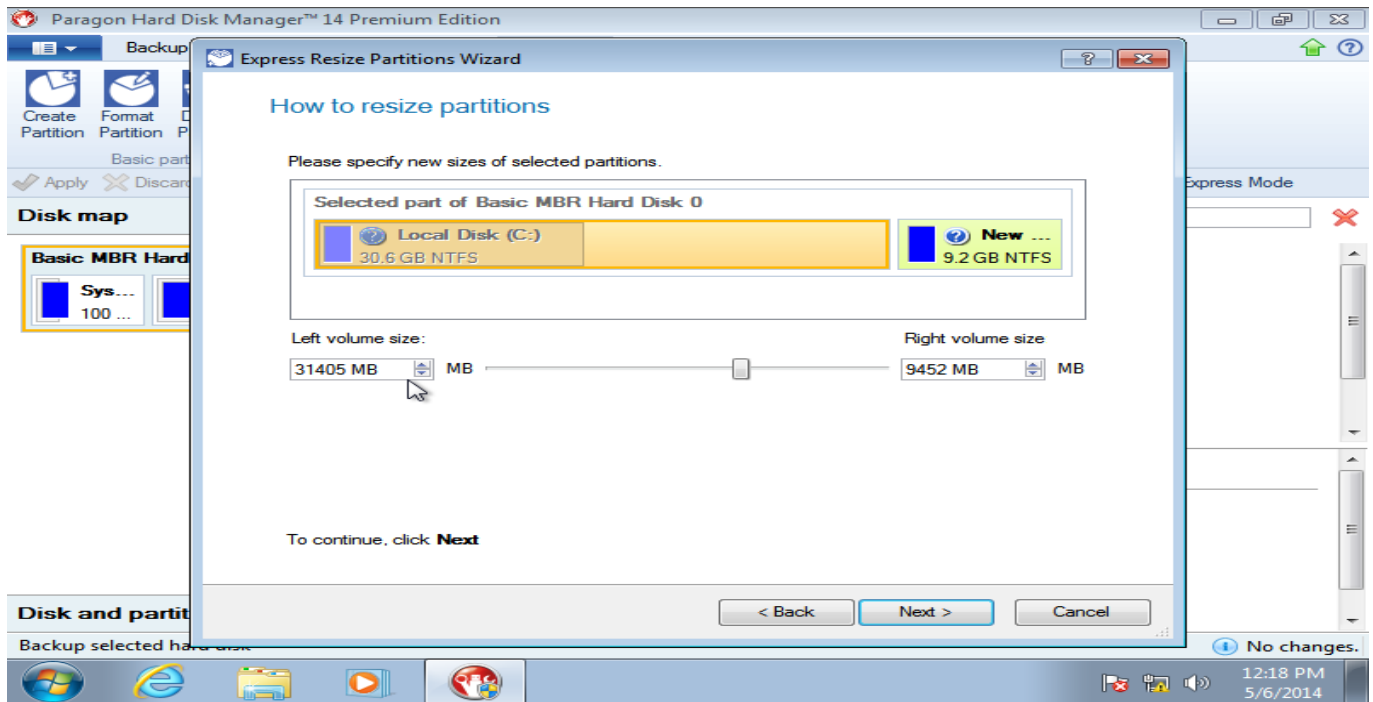 Paragon Hard Disk Manager™ 14 Premium Edition
Backup
Express Resize Partitions Wizard
Create Partition
Format Partition
Basic part
Apply
Discard
Express Mode
Disk map
Basic MBR Hard
Sys...
100 ...
How to resize partitions
Please specify new sizes of selected partitions.
Selected part of Basic MBR Hard Disk 0
Local Disk (C:)
30.6 GB NTFS
New ...
9.2 GB NTFS
Left volume size:
Right volume size
31405 MB MB
9452 MB MB
To continue, click Next
< Back Next > Cancel
Disk and partit
Backup selected hard disk
No changes.
12:18 PM
5/6/2014